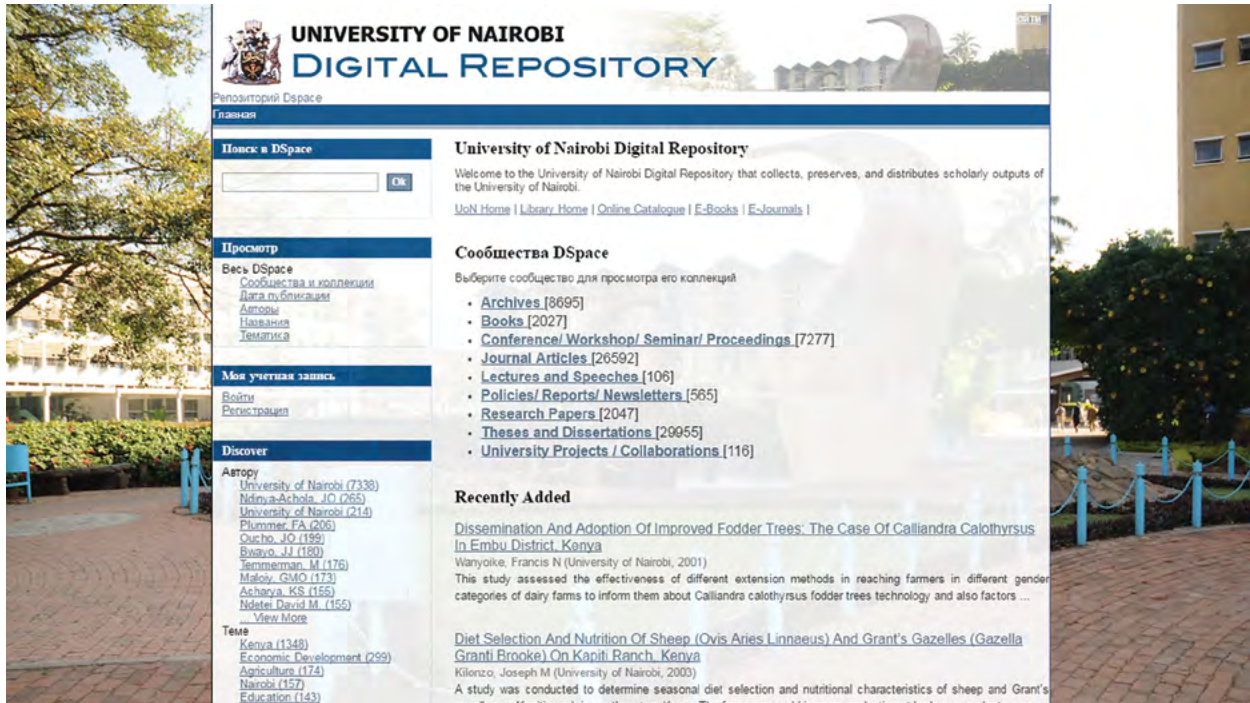 UNIVERSITY OF NAIROBI
DIGITAL REPOSITORY
Репозиторий Dspace
Главная
Поиск в DSpace
Ok
Просмотр
Весь DSpace
Сообщества и коллекции
Дата публикации
Авторы
Названия
Тематика
Моя учетная запись
Войти
Регистрация
Discover
Автору
University of Nairobi (7338)
Ndinya-Achola, JO (265)
University of Nairobi (214)
Plummer, FA (206)
Oucho, JO (199)
Bwayo, JJ (180)
Temmerman, M (176)
Maloiy, GMO (173)
Acharya, KS (155)
Ndetei David M. (155)
... View More
Теме
Kenya (1348)
Economic Development (299)
Agriculture (174)
Nairobi (157)
Education (143)
University of Nairobi Digital Repository
Welcome to the University of Nairobi Digital Repository that collects, preserves, and distributes scholarly outputs of
the University of Nairobi.
UoN Home | Library Home | Online Catalogue | E-Books | E-Journals |
Сообщества DSpace
Выберите сообщество для просмотра его коллекций
Archives [8695]
Books [2027]
Conference/ Workshop/ Seminar/ Proceedings [7277]
Journal Articles [26592]
Lectures and Speeches [106]
Policies/ Reports/ Newsletters [565]
Research Papers [2047]
Theses and Dissertations [29955]
University Projects / Collaborations [116]
Recently Added
Dissemination And Adoption Of Improved Fodder Trees: The Case Of Calliandra Calothyrsus
In Embu District, Kenya
Wanyoike, Francis N (University of Nairobi, 2001)
This study assessed the effectiveness of different extension methods in reaching farmers in different gender
categories of dairy farms to inform them about Calliandra calothyrsus fodder trees technology and also factors ...
Diet Selection And Nutrition Of Sheep (Ovis Aries Linnaeus) And Grant's Gazelles (Gazella
Granti Brooke) On Kapiti Ranch, Kenya
Kilonzo, Joseph M (University of Nairobi, 2003)
A study was conducted to determine seasonal diet selection and nutritional characteristics of sheep and Grant's